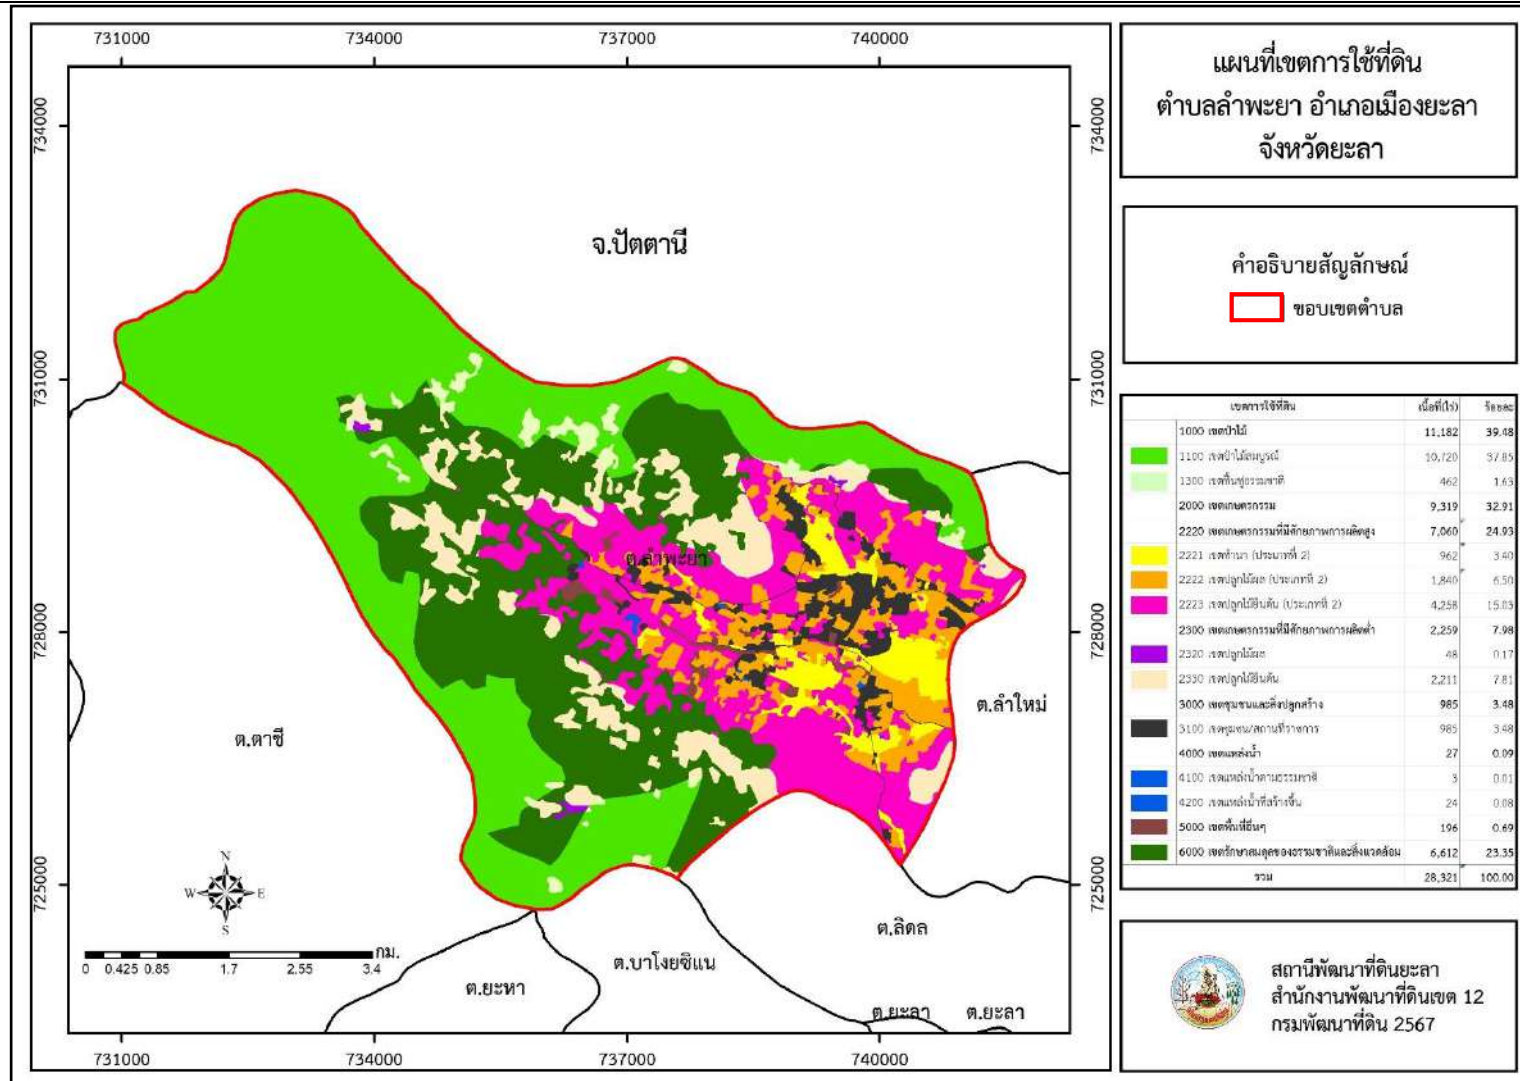 731000 734000 737000 740000
734000 734000
731000 731000
728000 728000
725000 725000
จ.ปัตตานี
ต.ลำพะยา
ต.ลำใหม่
ต.ตาชี
ต.ลิดล
ต.บาโงยซิแน
ต.ยะหา
ต.ยะลา ต.ยะลา
N
W E
S
กม.
0 0.425 0.85 1.7 2.55 3.4
731000 734000 737000 740000
แผนที่เขตการใช้ที่ดิน
ตำบลลำพะยา อำเภอเมืองยะลา
จังหวัดยะลา
คำอธิบายสัญลักษณ์
ขอบเขตตำบล
เขตการใช้ที่ดิน เนื้อที่(ไร่) ร้อยละ
1000 เขตป่าไม้ 11,182 39.48
1100 เขตป่าไม้สมบูรณ์ 10,720 37.85
1300 เขตฟื้นฟูธรรมชาติ 462 1.63
2000 เขตเกษตรกรรม 9,319 32.91
2220 เขตเกษตรกรรมที่มีศักยภาพการผลิตสูง 7,060 24.93
2221 เขตทำนา (ประเภทที่ 2) 962 3.40
2222 เขตปลูกไม้ผล (ประเภทที่ 2) 1,840 6.50
2223 เขตปลูกไม้ยืนต้น (ประเภทที่ 2) 4,258 15.03
2300 เขตเกษตรกรรมที่มีศักยภาพการผลิตต่ำ 2,259 7.98
2320 เขตปลูกไม้ผล 48 0.17
2330 เขตปลูกไม้ยืนต้น 2,211 7.81
3000 เขตชุมชนและสิ่งปลูกสร้าง 985 3.48
3100 เขตชุมชน/สถานที่ราชการ 985 3.48
4000 เขตแหล่งน้ำ 27 0.09
4100 เขตแหล่งน้ำตามธรรมชาติ 3 0.01
4200 เขตแหล่งน้ำที่สร้างขึ้น 24 0.08
5000 เขตพื้นที่อื่นๆ 196 0.69
6000 เขตรักษาสมดุลของธรรมชาติและสิ่งแวดล้อม 6,612 23.35
รวม 28,321 100.00
สถานีพัฒนาที่ดินยะลา
สำนักงานพัฒนาที่ดินเขต 12
กรมพัฒนาที่ดิน 2567